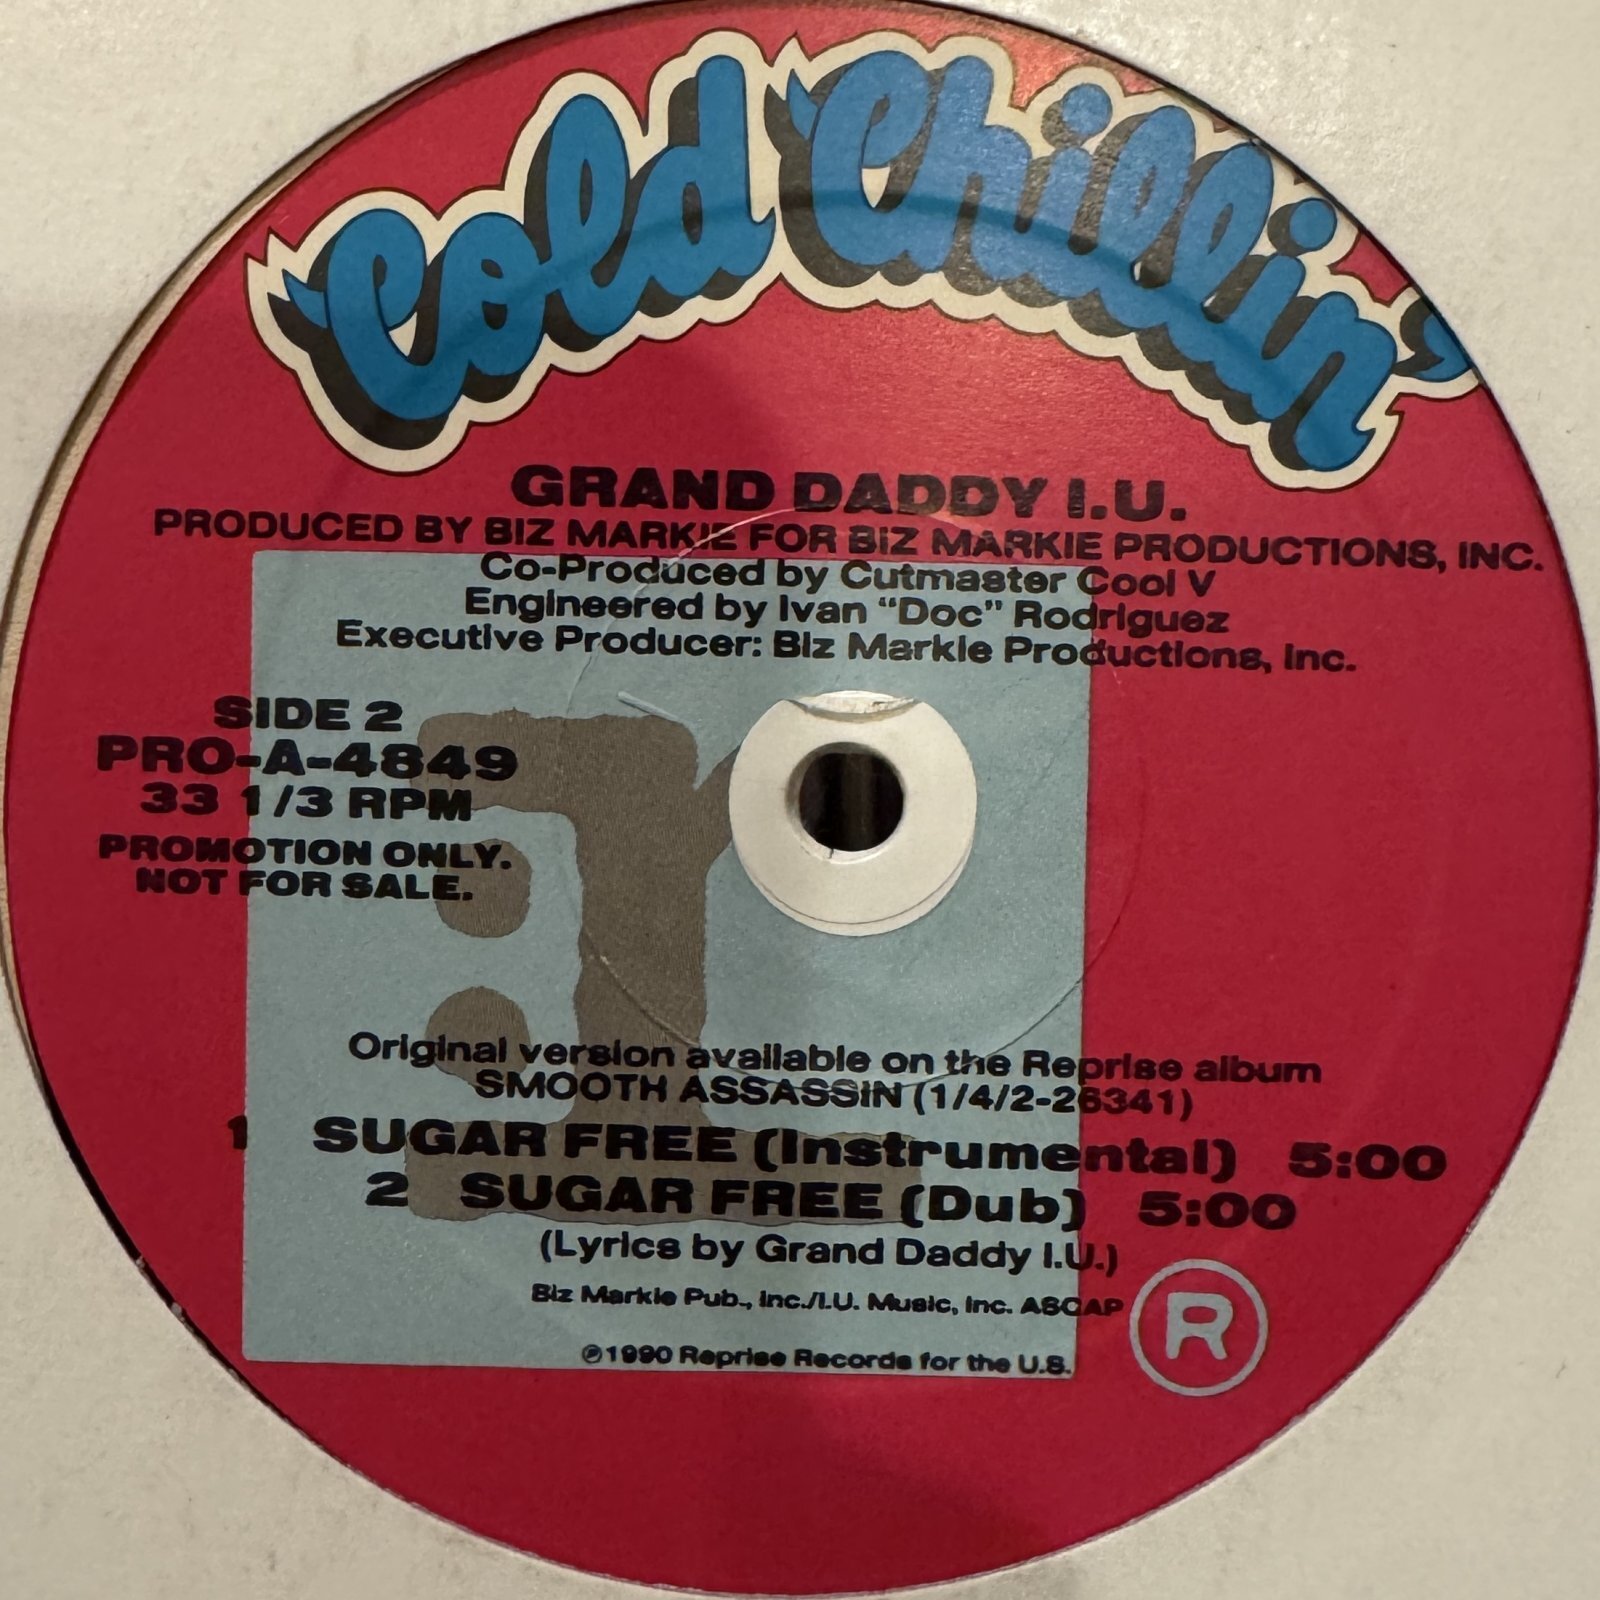 Cold Chillin'
GRAND DADDY I.U.
PRODUCED BY BIZ MARKIE FOR BIZ MARKIE PRODUCTIONS, INC.
Co-Produced by Cutmaster Cool V
Engineered by Ivan "Doc" Rodriguez
Executive Producer: Biz Markie Productions, Inc.
SIDE 2
PRO-A-4849
33 1/3 RPM
PROMOTION ONLY.
NOT FOR SALE.
Original version available on the Reprise album
SMOOTH ASSASSIN (1/4/2-26341)
1 SUGAR FREE (Instrumental) 5:00
2 SUGAR FREE (Dub) 5:00
(Lyrics by Grand Daddy I.U.)
Biz Markie Pub., Inc./I.U. Music, Inc. ASCAP
℗1990 Reprise Records for the U.S.
R